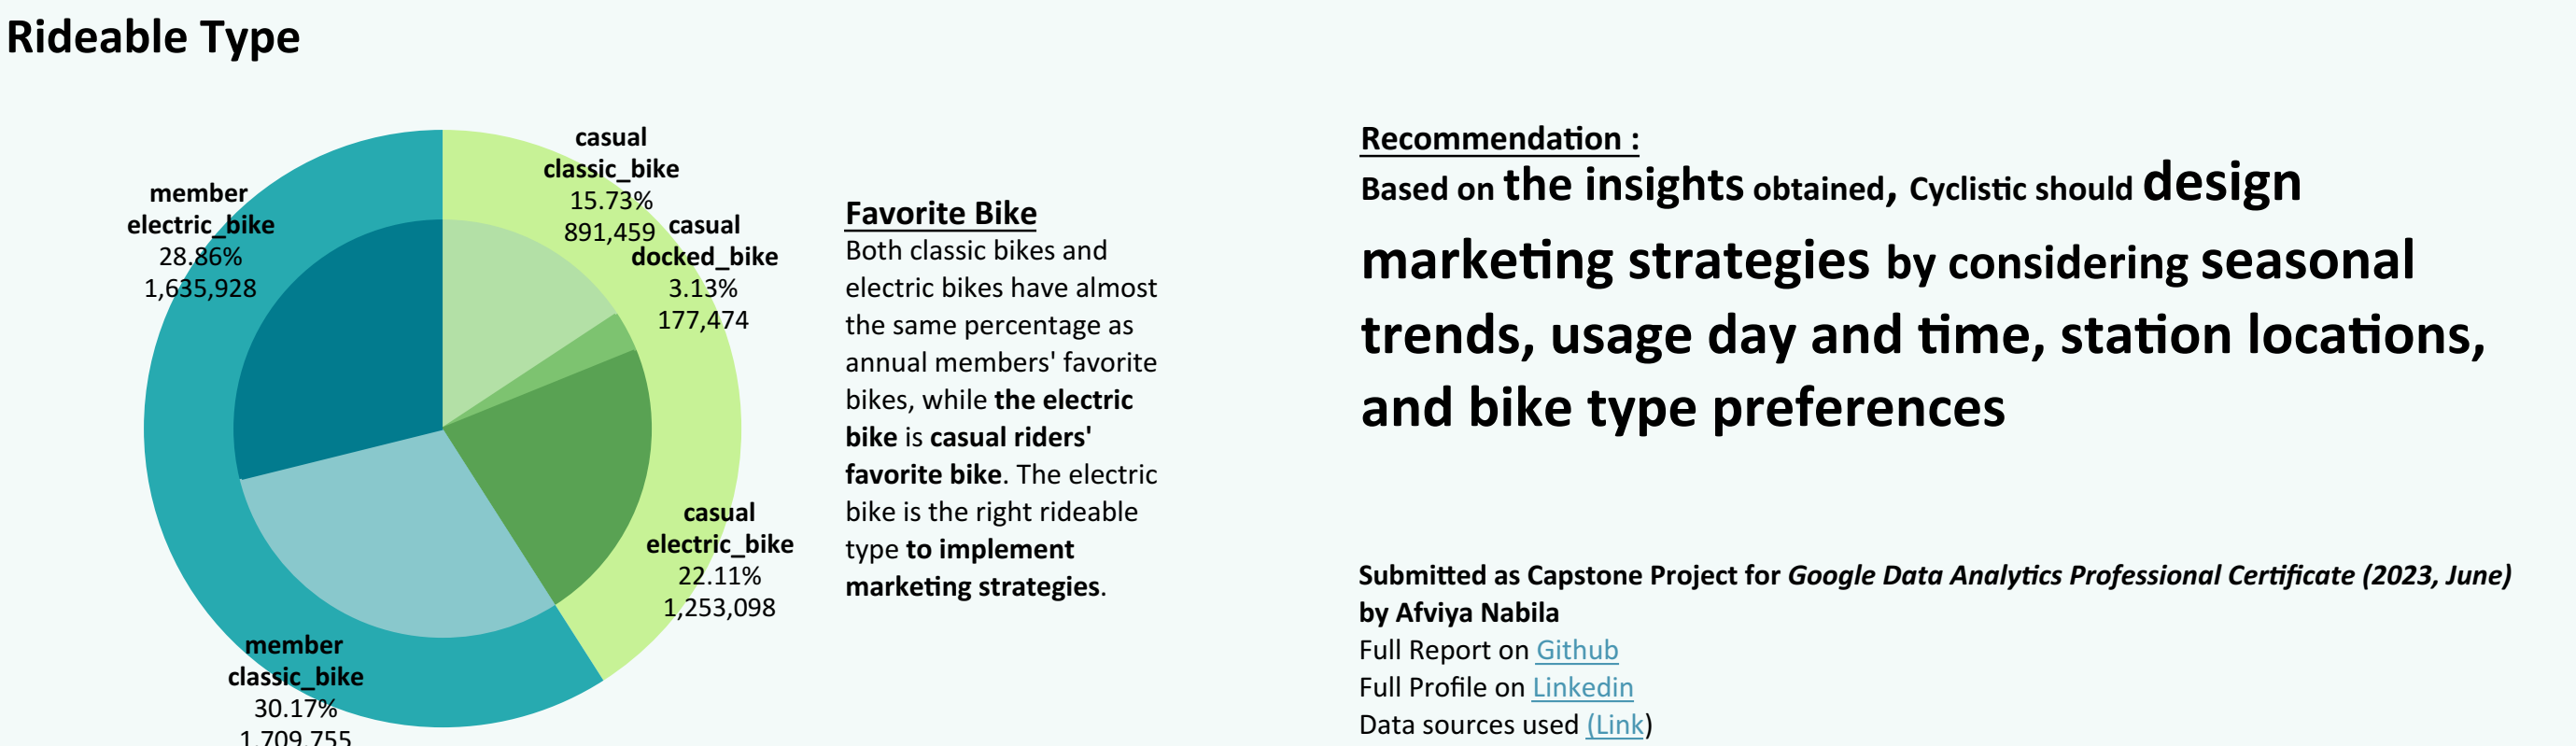 Rideable Type
casual
classic_bike
15.73%
891,459
casual
docked_bike
3.13%
177,474
member
electric_bike
28.86%
1,635,928
casual
electric_bike
22.11%
1,253,098
member
classic_bike
30.17%
1,709,755
Favorite Bike
Both classic bikes and
electric bikes have almost
the same percentage as
annual members' favorite
bikes, while the electric
bike is casual riders'
favorite bike. The electric
bike is the right rideable
type to implement
marketing strategies.
Recommendation :
Based on the insights obtained, Cyclistic should design
marketing strategies by considering seasonal
trends, usage day and time, station locations,
and bike type preferences
Submitted as Capstone Project for Google Data Analytics Professional Certificate (2023, June)
by Afviya Nabila
Full Report on Github
Full Profile on Linkedin
Data sources used (Link)